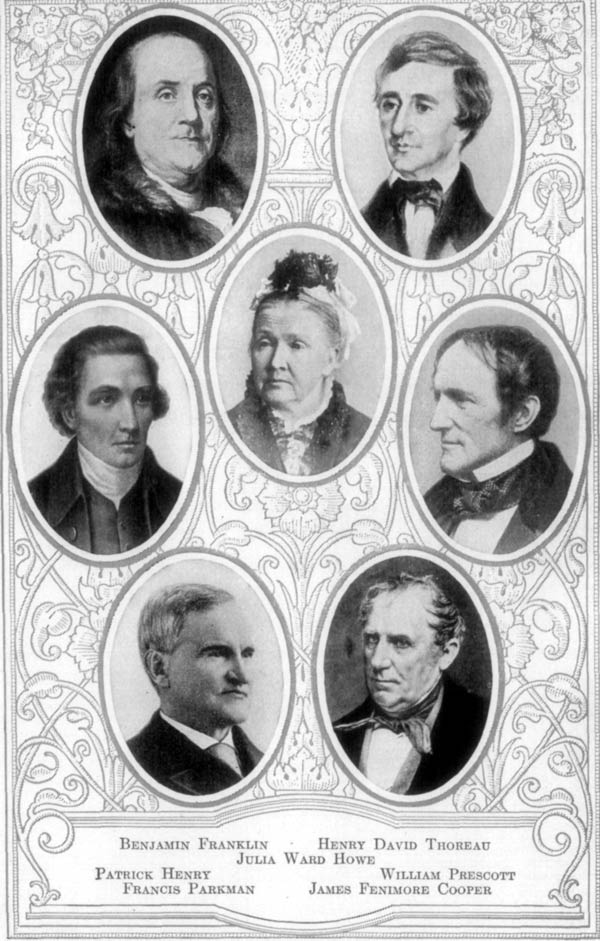 BENJAMIN FRANKLIN HENRY DAVID THOREAU
JULIA WARD HOWE
PATRICK HENRY WILLIAM PRESCOTT
FRANCIS PARKMAN JAMES FENIMORE COOPER